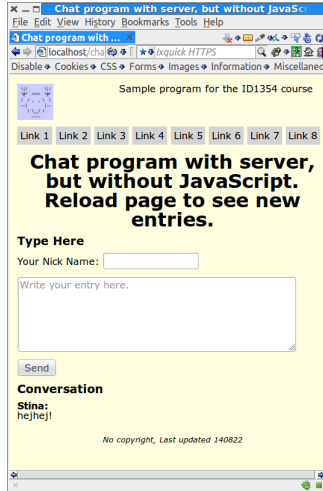 Chat program with server, but without JavaScr
File Edit View History Bookmarks Tools Help
Chat program with ...
localhost/cha
Ixquick HTTPS
Disable Cookies CSS Forms Images Information Miscellaneo
Sample program for the ID1354 course
Link 1 Link 2 Link 3 Link 4 Link 5 Link 6 Link 7 Link 8
Chat program with server,
but without JavaScript.
Reload page to see new
entries.
Type Here
Your Nick Name:
Write your entry here.
Send
Conversation
Stina:
hejhej!
No copyright, Last updated 140822